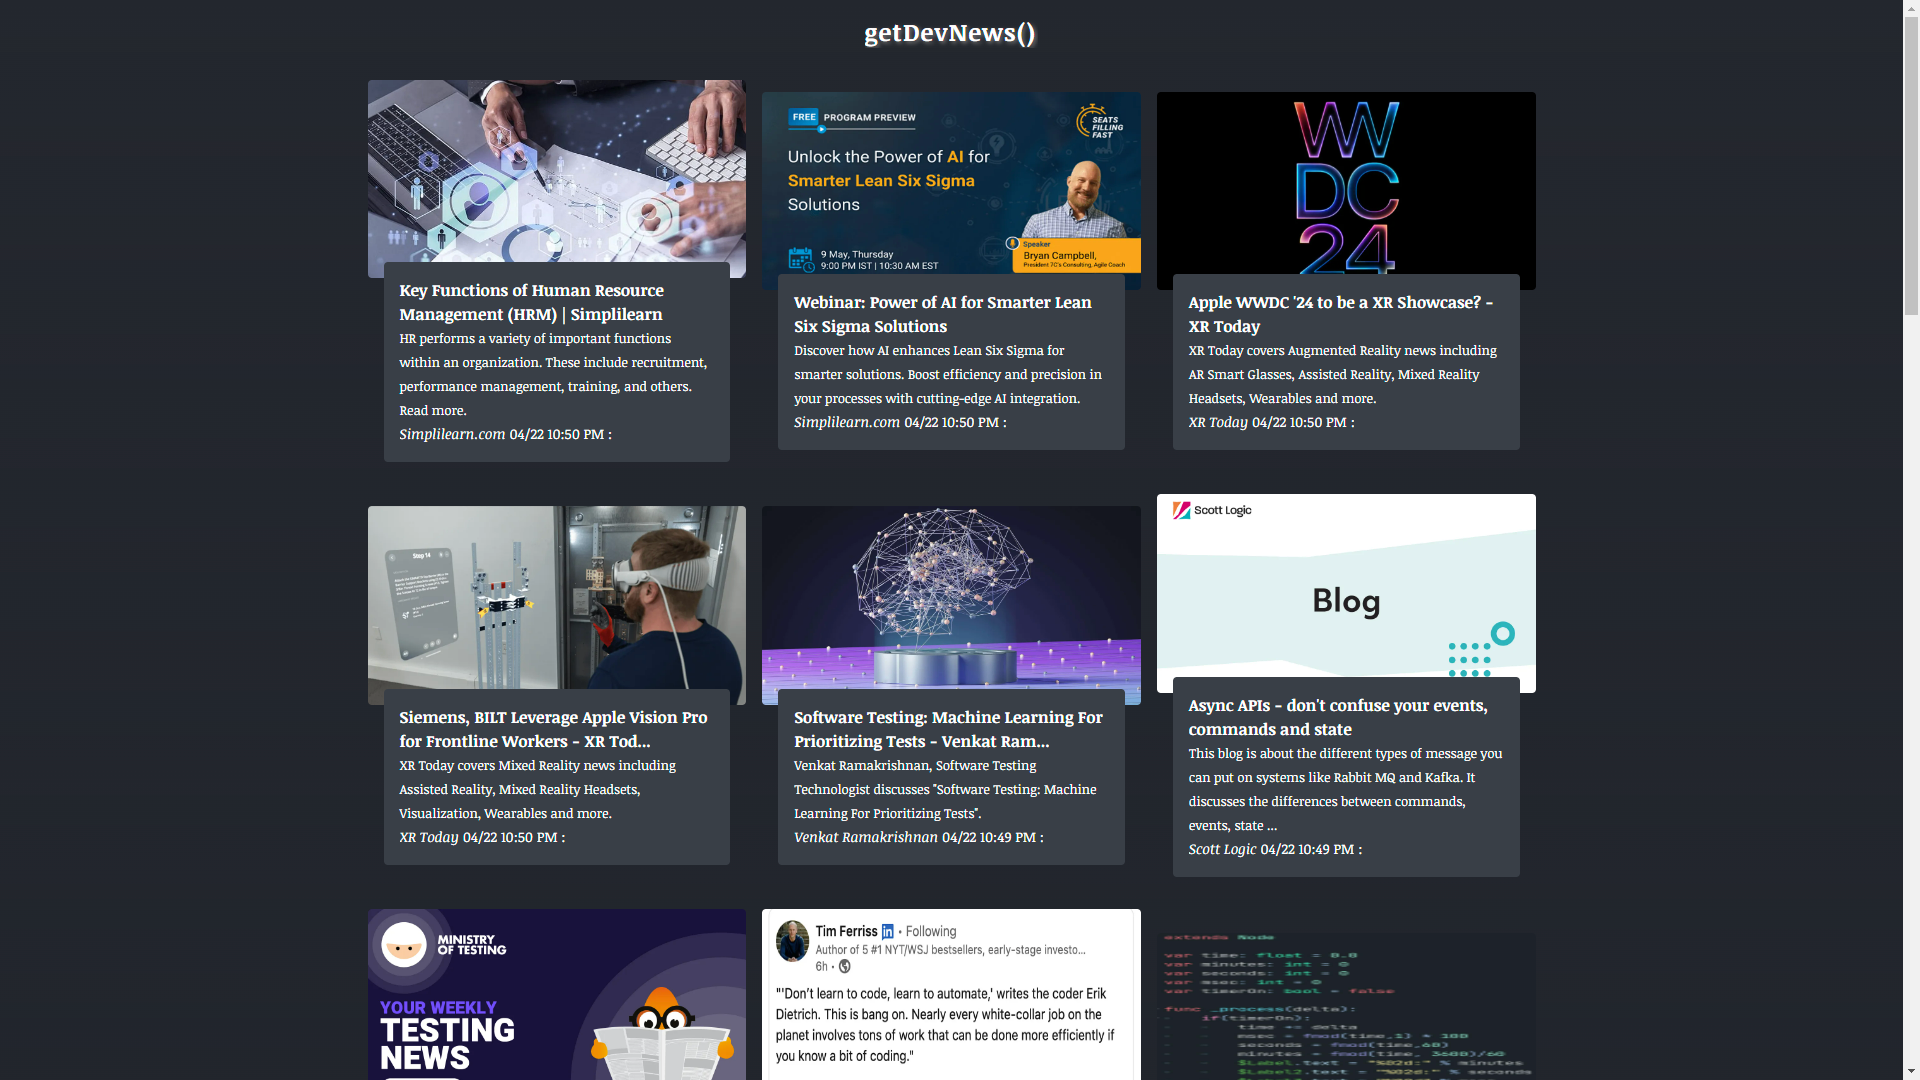 getDevNews()
FREE PROGRAM PREVIEW
SEATS
FILLING
FAST
Unlock the Power of AI for
Smarter Lean Six Sigma
Solutions
9 May, Thursday
9:00 PM IST | 10:30 AM EST
Speaker
Bryan Campbell,
President 7C's Consulting, Agile Coach
WW
DC
24
Key Functions of Human Resource
Management (HRM) | Simplilearn
HR performs a variety of important functions
within an organization. These include recruitment,
performance management, training, and others.
Read more.
Simplilearn.com 04/22 10:50 PM :
Webinar: Power of AI for Smarter Lean
Six Sigma Solutions
Discover how AI enhances Lean Six Sigma for
smarter solutions. Boost efficiency and precision in
your processes with cutting-edge AI integration.
Simplilearn.com 04/22 10:50 PM :
Apple WWDC '24 to be a XR Showcase? -
XR Today
XR Today covers Augmented Reality news including
AR Smart Glasses, Assisted Reality, Mixed Reality
Headsets, Wearables and more.
XR Today 04/22 10:50 PM :
Step 14
Scott Logic
Blog
Siemens, BILT Leverage Apple Vision Pro
for Frontline Workers - XR Tod...
XR Today covers Mixed Reality news including
Assisted Reality, Mixed Reality Headsets,
Visualization, Wearables and more.
XR Today 04/22 10:50 PM :
Software Testing: Machine Learning For
Prioritizing Tests - Venkat Ram...
Venkat Ramakrishnan, Software Testing
Technologist discusses "Software Testing: Machine
Learning For Prioritizing Tests".
Venkat Ramakrishnan 04/22 10:49 PM :
Async APIs - don't confuse your events,
commands and state
This blog is about the different types of message you
can put on systems like Rabbit MQ and Kafka. It
discusses the differences between commands,
events, state ...
Scott Logic 04/22 10:49 PM :
MINISTRY
OF TESTING
YOUR WEEKLY
TESTING
NEWS
Tim Ferriss in • Following
Author of 5 #1 NYT/WSJ bestsellers, early-stage investo...
6h •
"'Don't learn to code, learn to automate,' writes the coder Erik
Dietrich. This is bang on. Nearly every white-collar job on the
planet involves tons of work that can be done more efficiently if
you know a bit of coding."
extends Node
var time: float = 0.0
var minutes: int = 0
var seconds: int = 0
var msec: int = 0
var timerOn: bool = false
func _process(delta):
if(timerOn):
time += delta
msec = fmod(time,1) * 100
seconds = fmod(time,60)
minutes = fmod(time, 3600)/60
$Label.text = "%02d:" % minutes
$Label2.text = "%02d:" % seconds